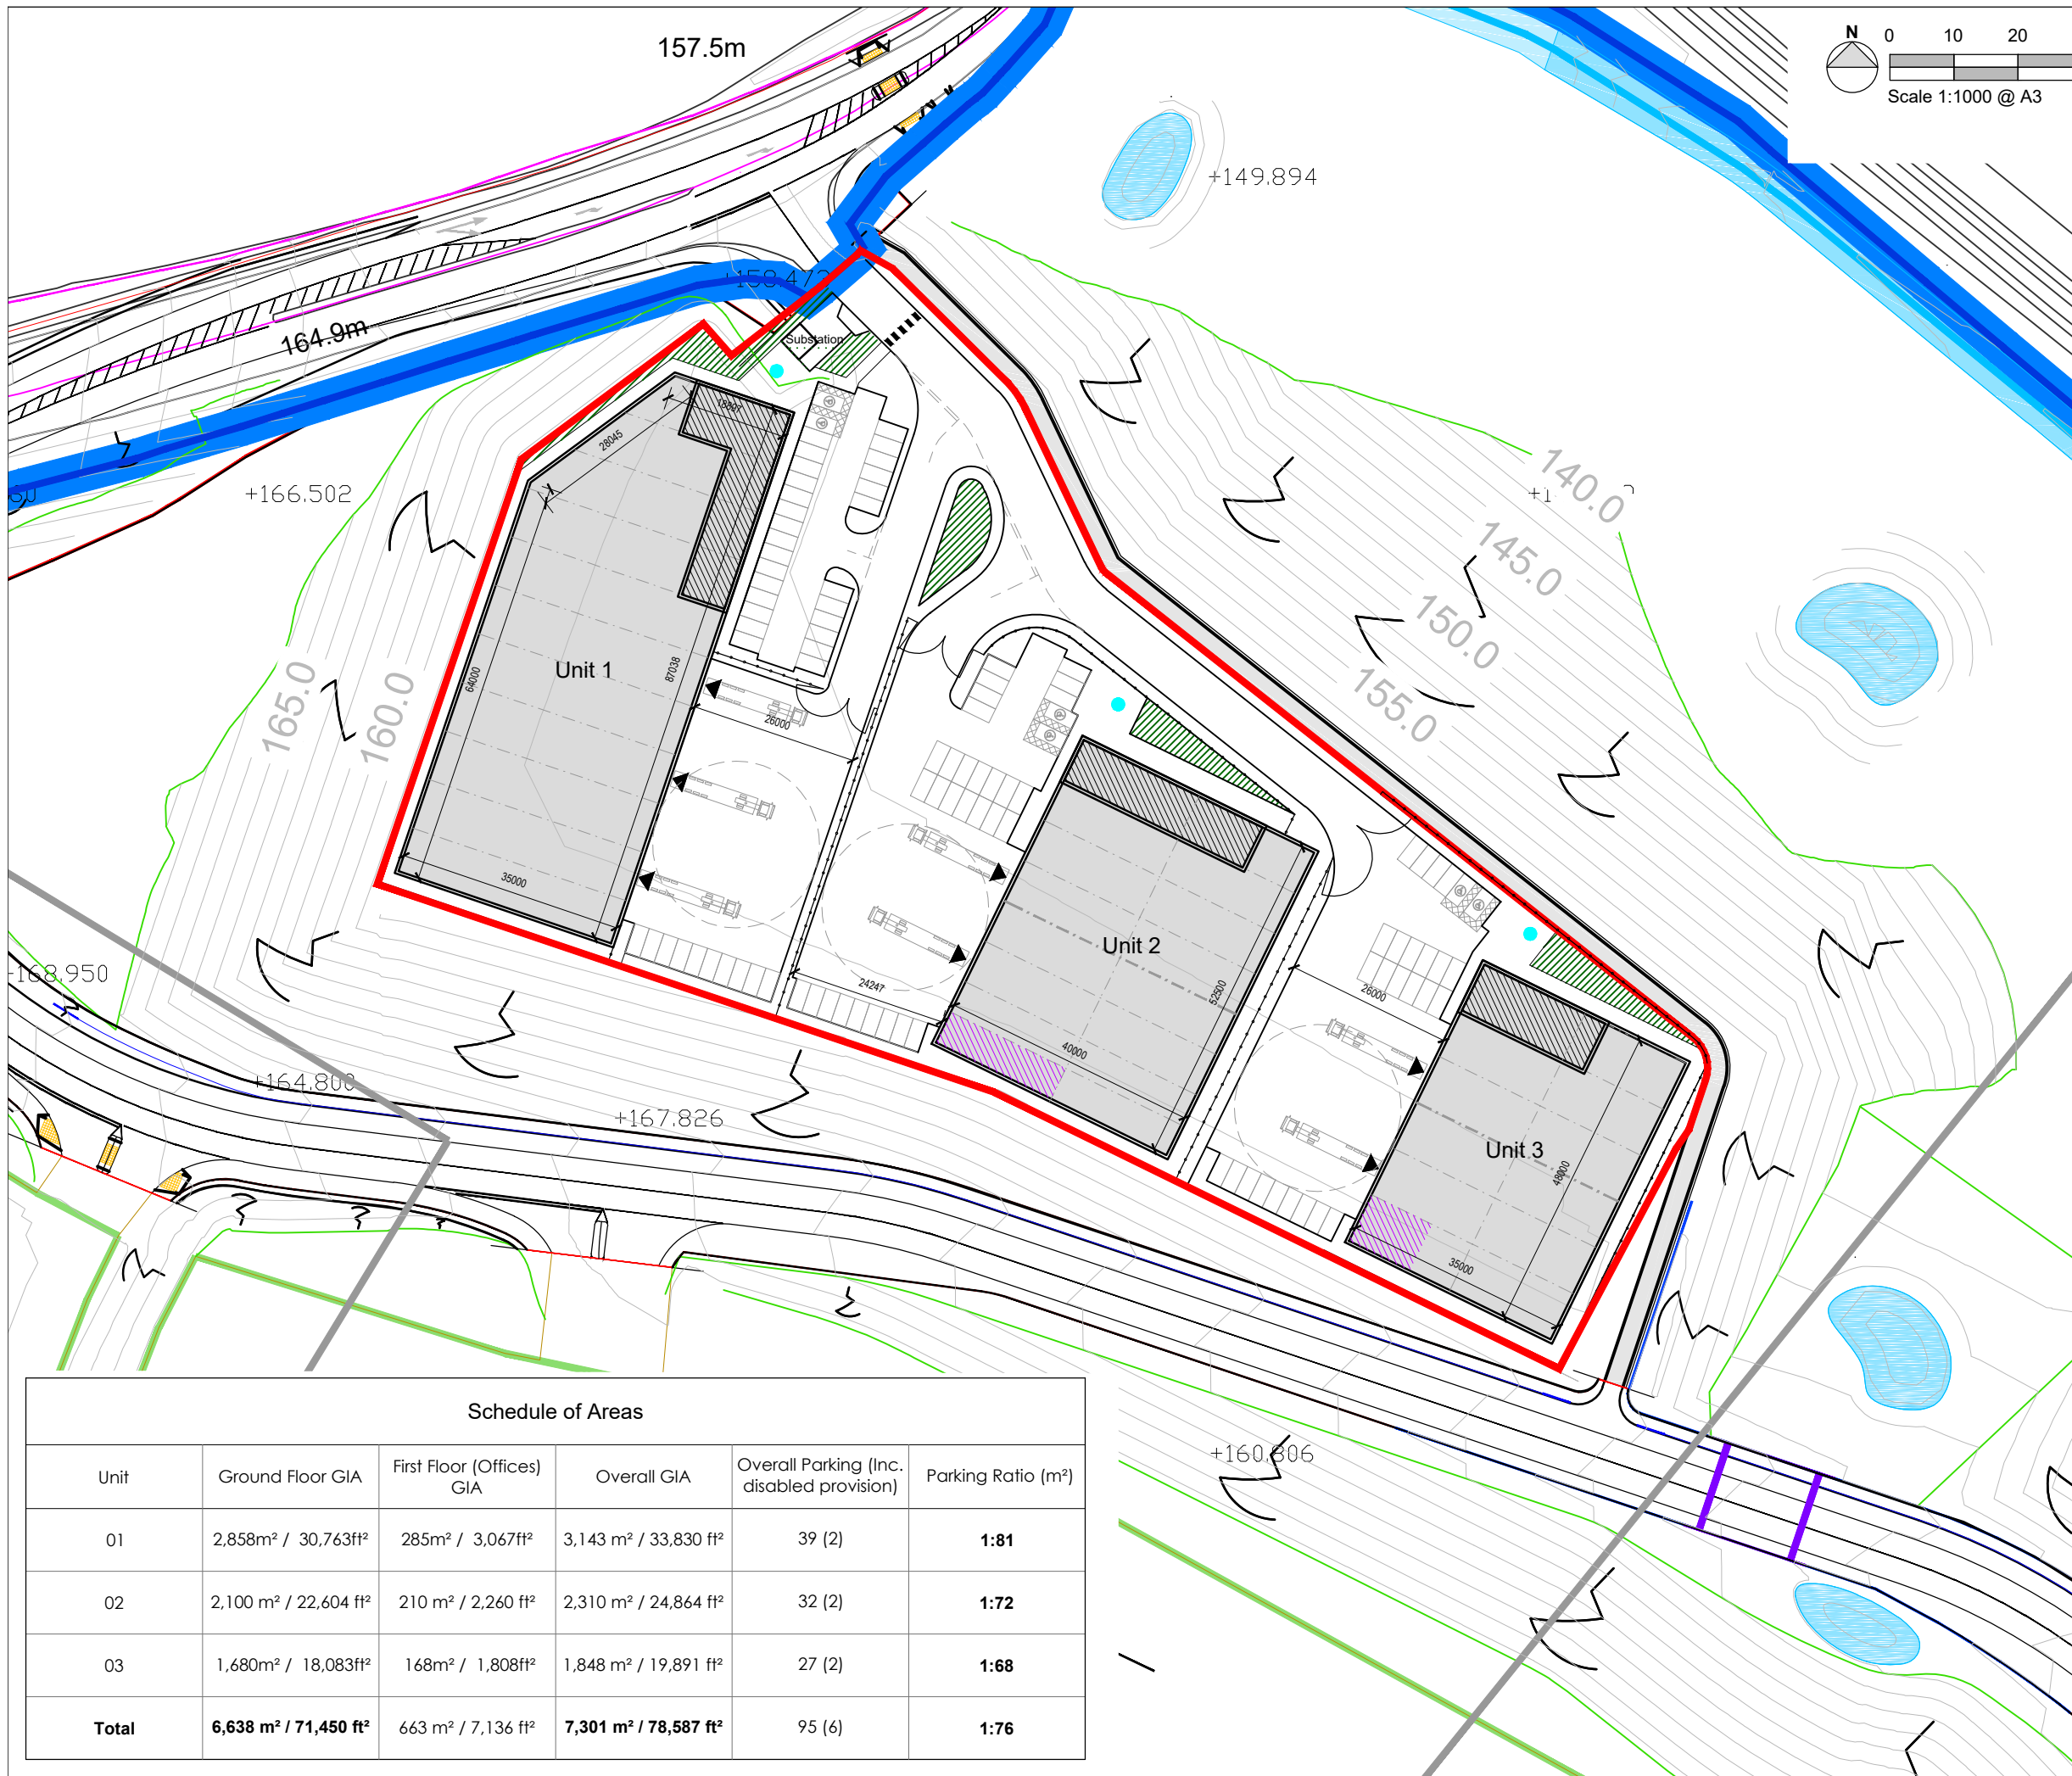 157.5m
N
0 10 20
Scale 1:1000 @ A3
+149.894
+159.472
164.9m
Substation
18897
28045
+166.502
140.0
145.0
150.0
155.0
165.0
160.0
Unit 1
64000
87038
26000
35000
Unit 2
24247
52500
40000
26000
Unit 3
48000
35000
+168.950
+164.800
+167.826
+160.806
Schedule of Areas
Unit Ground Floor GIA First Floor (Offices) GIA Overall GIA Overall Parking (Inc. disabled provision) Parking Ratio (m²)
01 2,858m² / 30,763ft² 285m² / 3,067ft² 3,143 m² / 33,830 ft² 39 (2) 1:81
02 2,100 m² / 22,604 ft² 210 m² / 2,260 ft² 2,310 m² / 24,864 ft² 32 (2) 1:72
03 1,680m² / 18,083ft² 168m² / 1,808ft² 1,848 m² / 19,891 ft² 27 (2) 1:68
Total 6,638 m² / 71,450 ft² 663 m² / 7,136 ft² 7,301 m² / 78,587 ft² 95 (6) 1:76